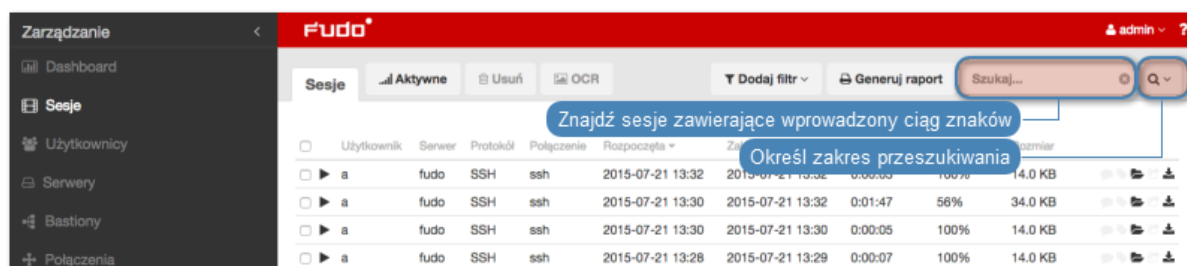 Zarządzanie
Fudo
admin
?
Dashboard
Sesje
Użytkownicy
Serwery
Bastiony
Połączenia
Sesje
Aktywne
Usuń
OCR
Dodaj filtr
Generuj raport
Szukaj...
Znajdź sesje zawierające wprowadzony ciąg znaków
Określ zakres przeszukiwania
Użytkownik Serwer Protokół Połączenie Rozpoczęta
a fudo SSH ssh 2015-07-21 13:32 2015-07-21 13:32 0:00:05 100% 14.0 KB
a fudo SSH ssh 2015-07-21 13:30 2015-07-21 13:32 0:01:47 56% 34.0 KB
a fudo SSH ssh 2015-07-21 13:30 2015-07-21 13:30 0:00:05 100% 14.0 KB
a fudo SSH ssh 2015-07-21 13:28 2015-07-21 13:29 0:00:07 100% 14.0 KB